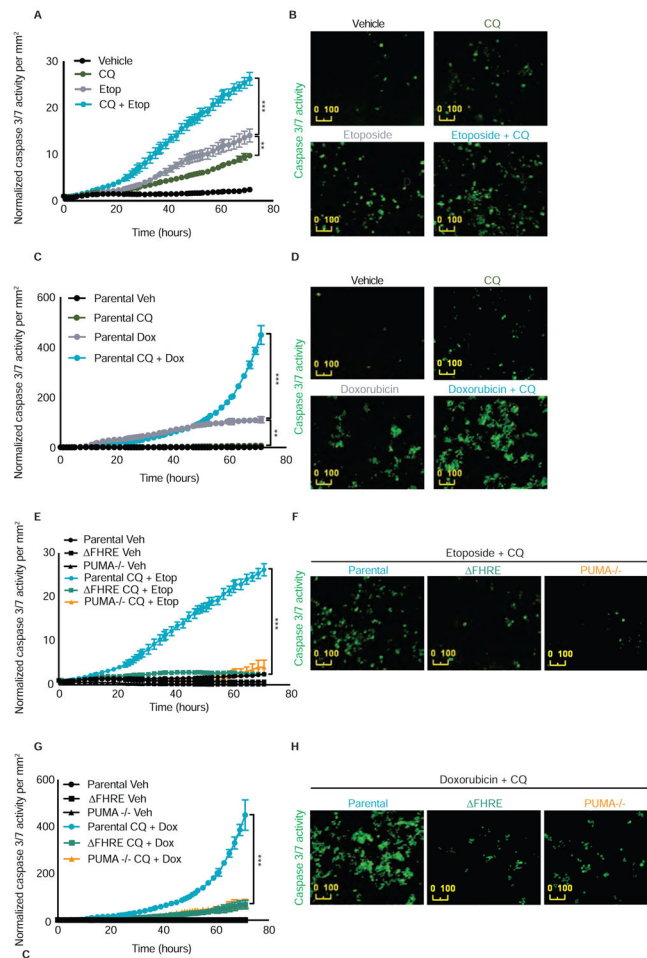 A
Normalized caspase 3/7 activity per mm²
30
20
10
0
0 20 40 60 80
Time (hours)
Vehicle
CQ
Etop
CQ + Etop
***
**
B
Caspase 3/7 activity
Vehicle
CQ
0 100
0 100
Etoposide
Etoposide + CQ
0 100
0 100
C
Normalized caspase 3/7 activity per mm²
600
400
200
0
0 20 40 60 80
Time (hours)
Parental Veh
Parental CQ
Parental Dox
Parental CQ + Dox
***
**
D
Caspase 3/7 activity
Vehicle
CQ
0 100
0 100
Doxorubicin
Doxorubicin + CQ
0 100
0 100
E
Normalized caspase 3/7 activity per mm²
30
20
10
0
0 20 40 60 80
Time (hours)
Parental Veh
ΔFHRE Veh
PUMA-/- Veh
Parental CQ + Etop
ΔFHRE CQ + Etop
PUMA-/- CQ + Etop
***
F
Etoposide + CQ
Caspase 3/7 activity
Parental
ΔFHRE
PUMA-/-
0 100
0 100
0 100
G
Normalized caspase 3/7 activity per mm²
600
400
200
0
0 20 40 60 80
Time (hours)
Parental Veh
ΔFHRE Veh
PUMA -/- Veh
Parental CQ + Dox
ΔFHRE CQ + Dox
PUMA -/- CQ + Dox
***
H
Doxorubicin + CQ
Caspase 3/7 activity
Parental
ΔFHRE
PUMA-/-
0 100
0 100
0 100
C